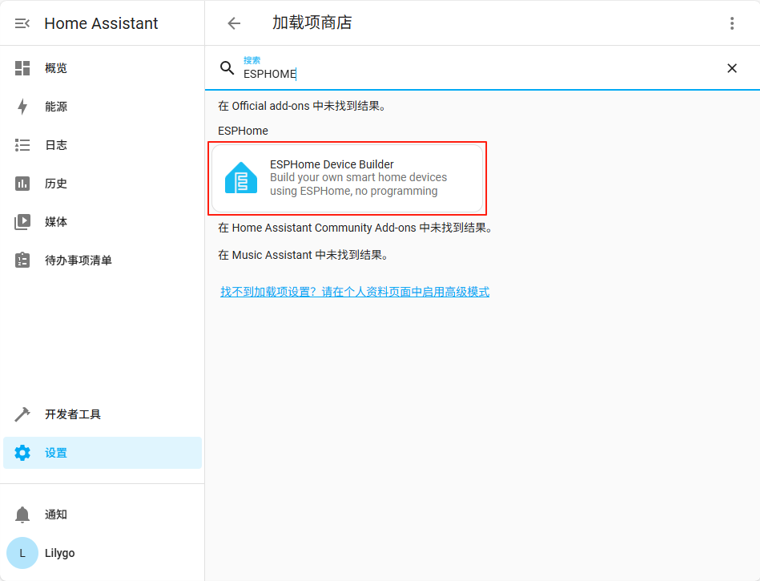 Home Assistant
加载项商店
概览
能源
日志
历史
媒体
待办事项清单
开发者工具
设置
通知
L
Lilygo
搜索
ESPHOME
在 Official add-ons 中未找到结果。
ESPHome
ESPHome Device Builder
Build your own smart home devices
using ESPHome, no programming
在 Home Assistant Community Add-ons 中未找到结果。
在 Music Assistant 中未找到结果。
找不到加载项设置？请在个人资料页面中启用高级模式